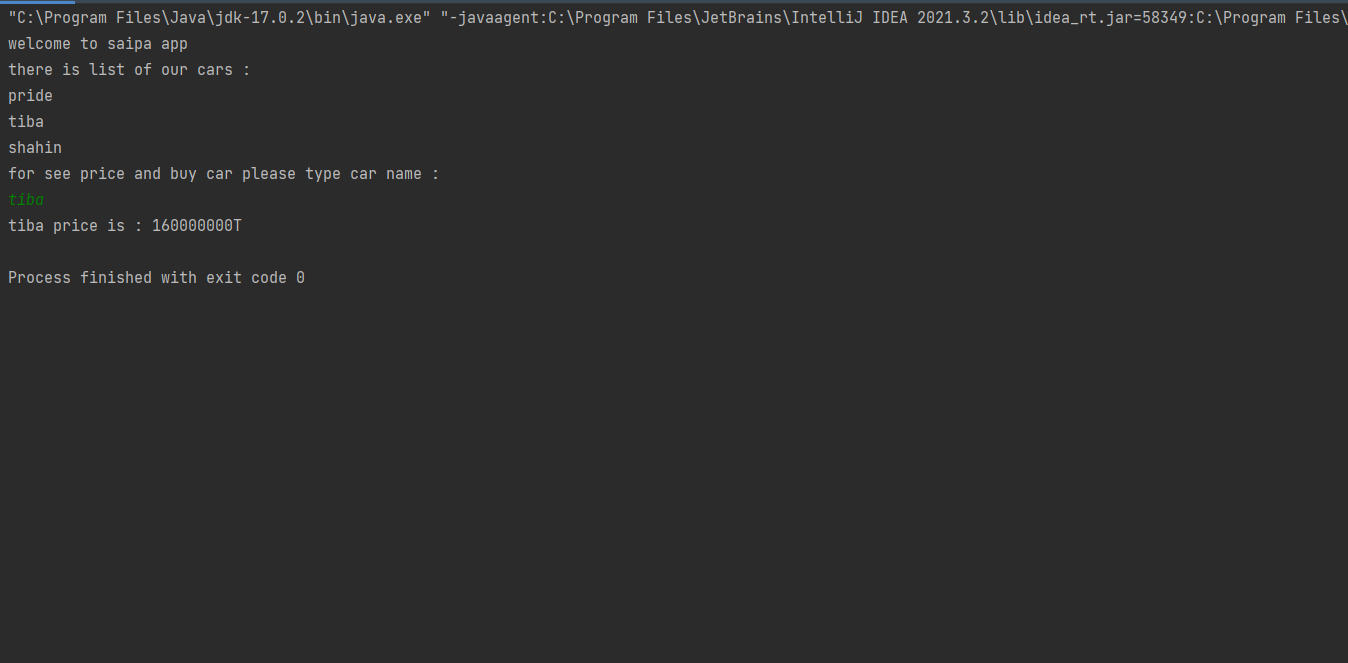 "C:\Program Files\Java\jdk-17.0.2\bin\java.exe" "-javaagent:C:\Program Files\JetBrains\IntelliJ IDEA 2021.3.2\lib\idea_rt.jar=58349:C:\Program Files\
welcome to saipa app
there is list of our cars :
pride
tiba
shahin
for see price and buy car please type car name :
tiba
tiba price is : 160000000T
Process finished with exit code 0